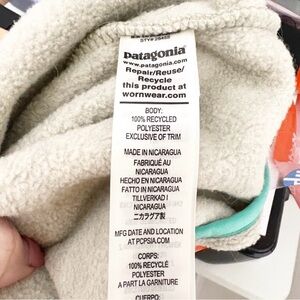 patagonia
www.patagonia.com
Repair/Reuse/
Recycle
this product at
wornwear.com
BODY:
100% RECYCLED
POLYESTER
EXCLUSIVE OF TRIM
MADE IN NICARAGUA
FABRIQUÉ AU
NICARAGUA
HECHO EN NICARAGUA
FATTO IN NICARAGUA
TILLVERKAD I
NICARAGUA
ニカラグア製
MFG DATE AND LOCATION
AT PCPSIA.COM
CORPS:
100% RECYCLÉ
POLYESTER
A PART LA GARNITURE
CUERPO: